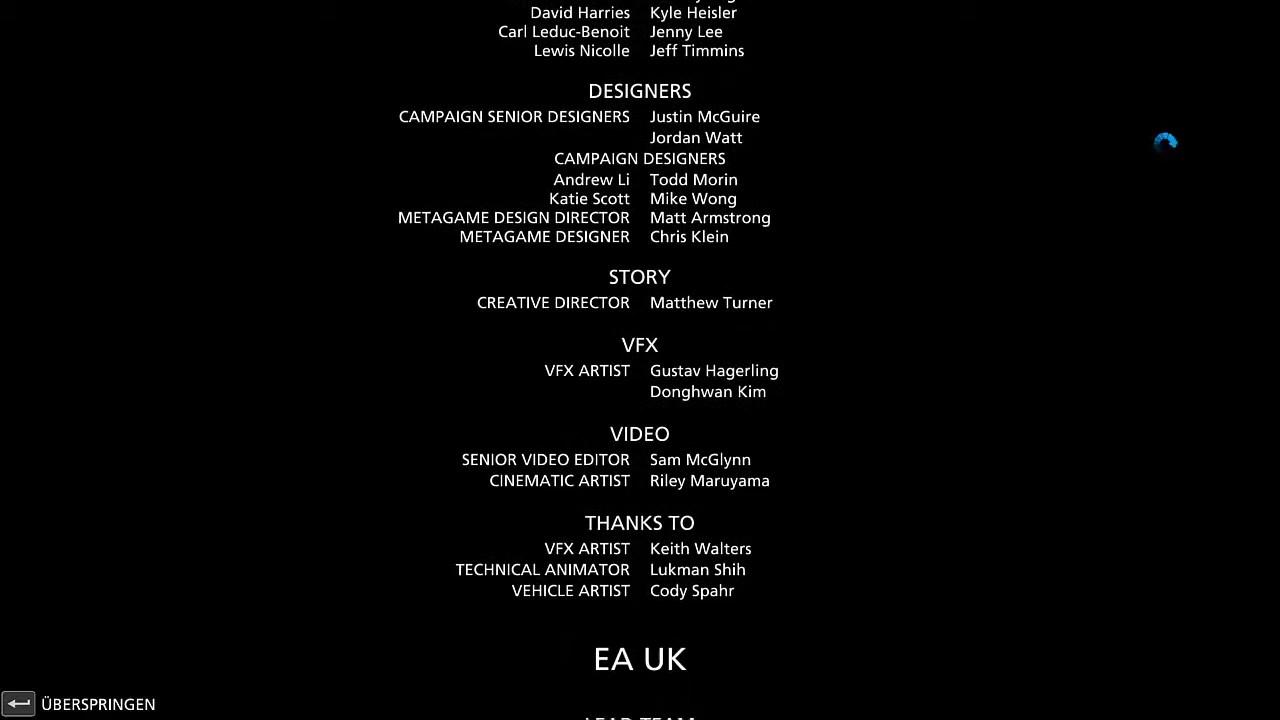 David Harries Kyle Heisler
Carl Leduc-Benoit Jenny Lee
Lewis Nicolle Jeff Timmins
DESIGNERS
CAMPAIGN SENIOR DESIGNERS Justin McGuire
Jordan Watt
CAMPAIGN DESIGNERS
Andrew Li Todd Morin
Katie Scott Mike Wong
METAGAME DESIGN DIRECTOR Matt Armstrong
METAGAME DESIGNER Chris Klein
STORY
CREATIVE DIRECTOR Matthew Turner
VFX
VFX ARTIST Gustav Hagerling
Donghwan Kim
VIDEO
SENIOR VIDEO EDITOR Sam McGlynn
CINEMATIC ARTIST Riley Maruyama
THANKS TO
VFX ARTIST Keith Walters
TECHNICAL ANIMATOR Lukman Shih
VEHICLE ARTIST Cody Spahr
EA UK
ÜBERSPRINGEN
LEAD TEAM